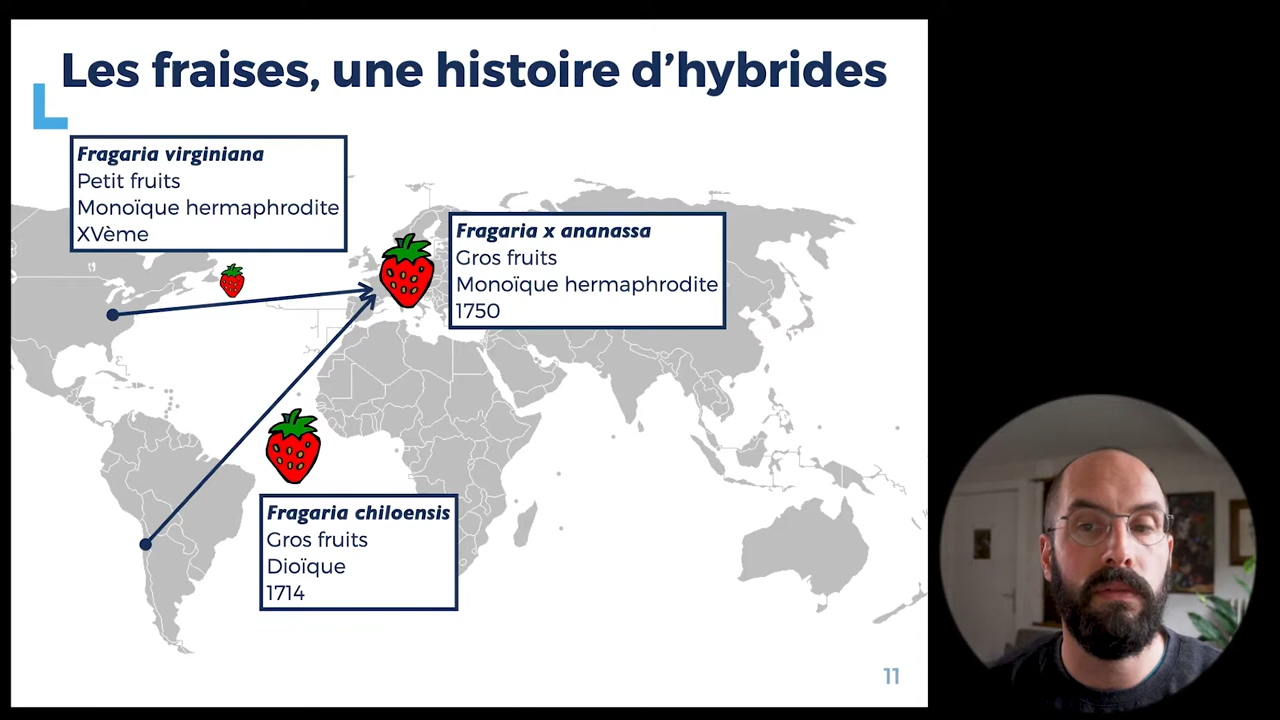 Les fraises, une histoire d’hybrides
Fragaria virginiana
Petit fruits
Monoïque hermaphrodite
XVème
Fragaria x ananassa
Gros fruits
Monoïque hermaphrodite
1750
Fragaria chiloensis
Gros fruits
Dioïque
1714
11